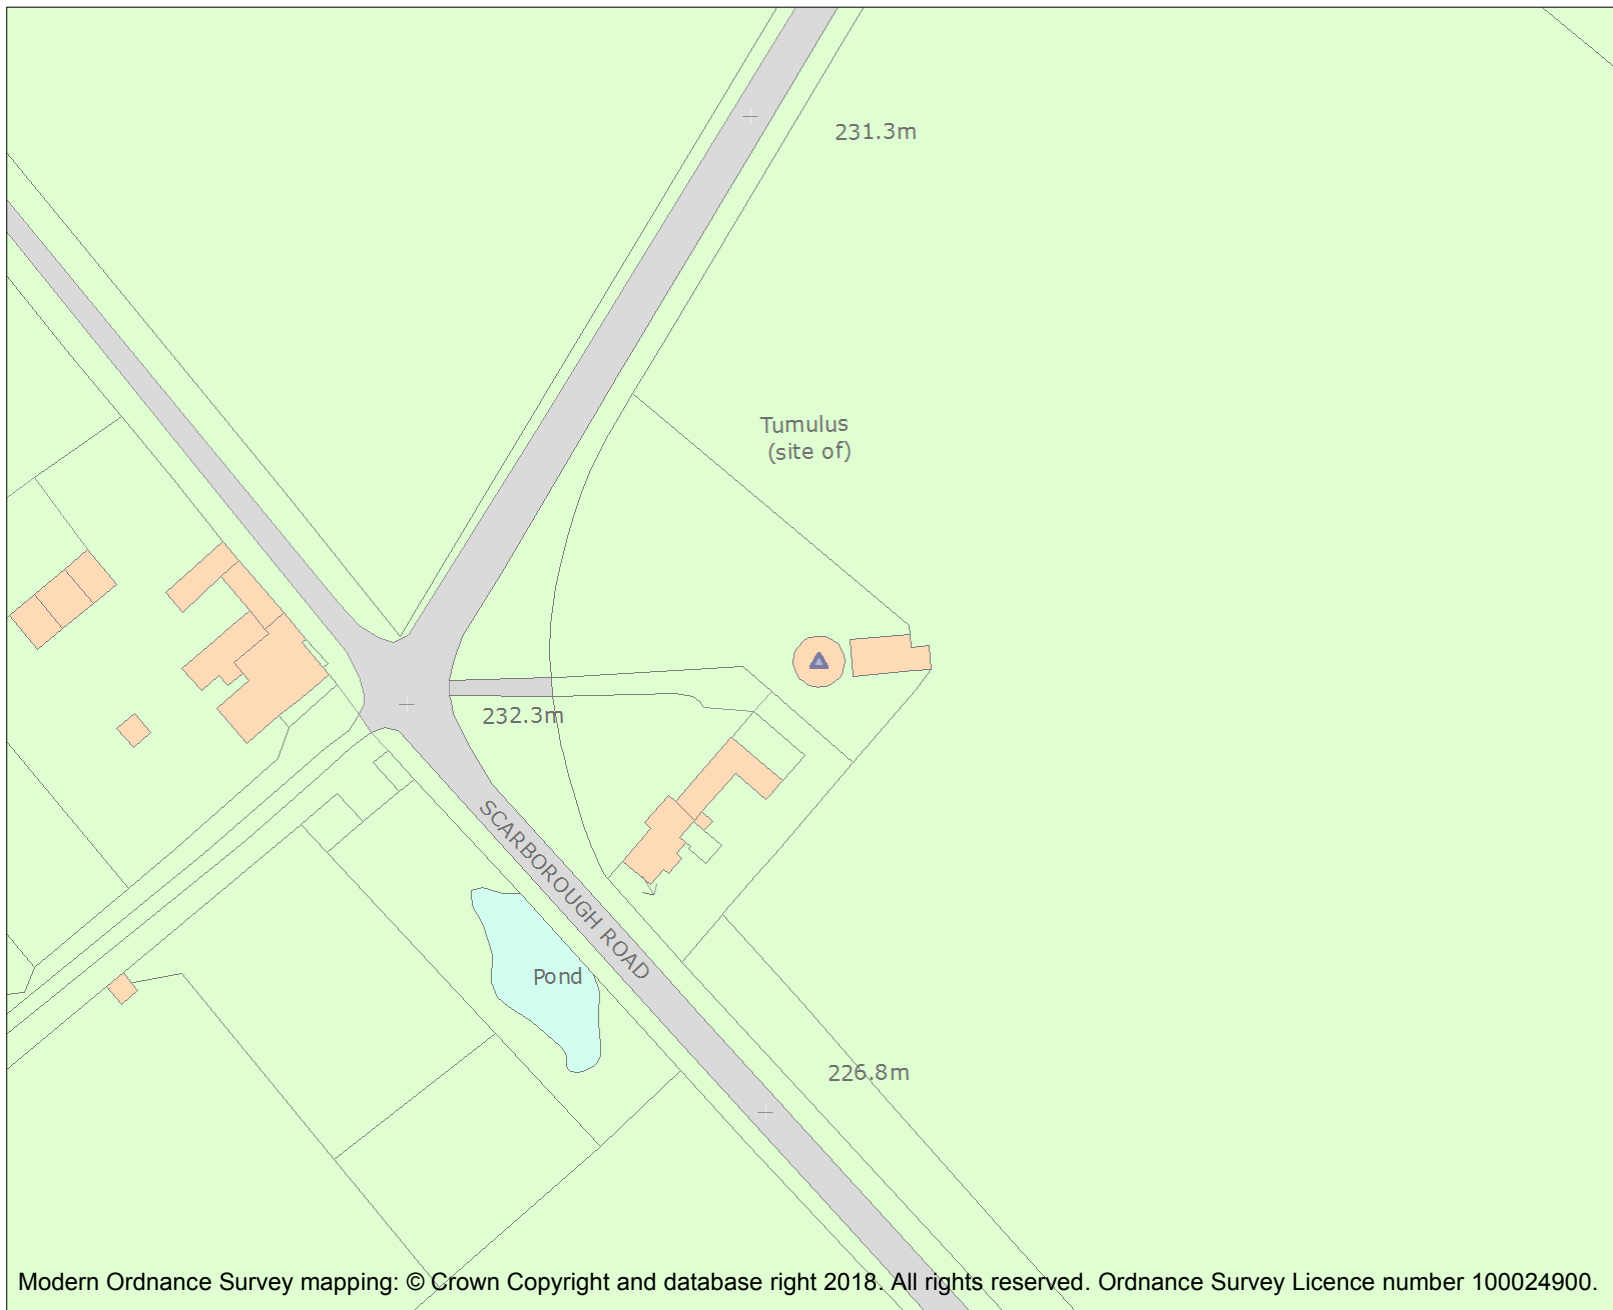 231.3m
Tumulus
(site of)
232.3m
SCARBOROUGH ROAD
Pond
226.8m
Modern Ordnance Survey mapping: © Crown Copyright and database right 2018. All rights reserved. Ordnance Survey Licence number 100024900.